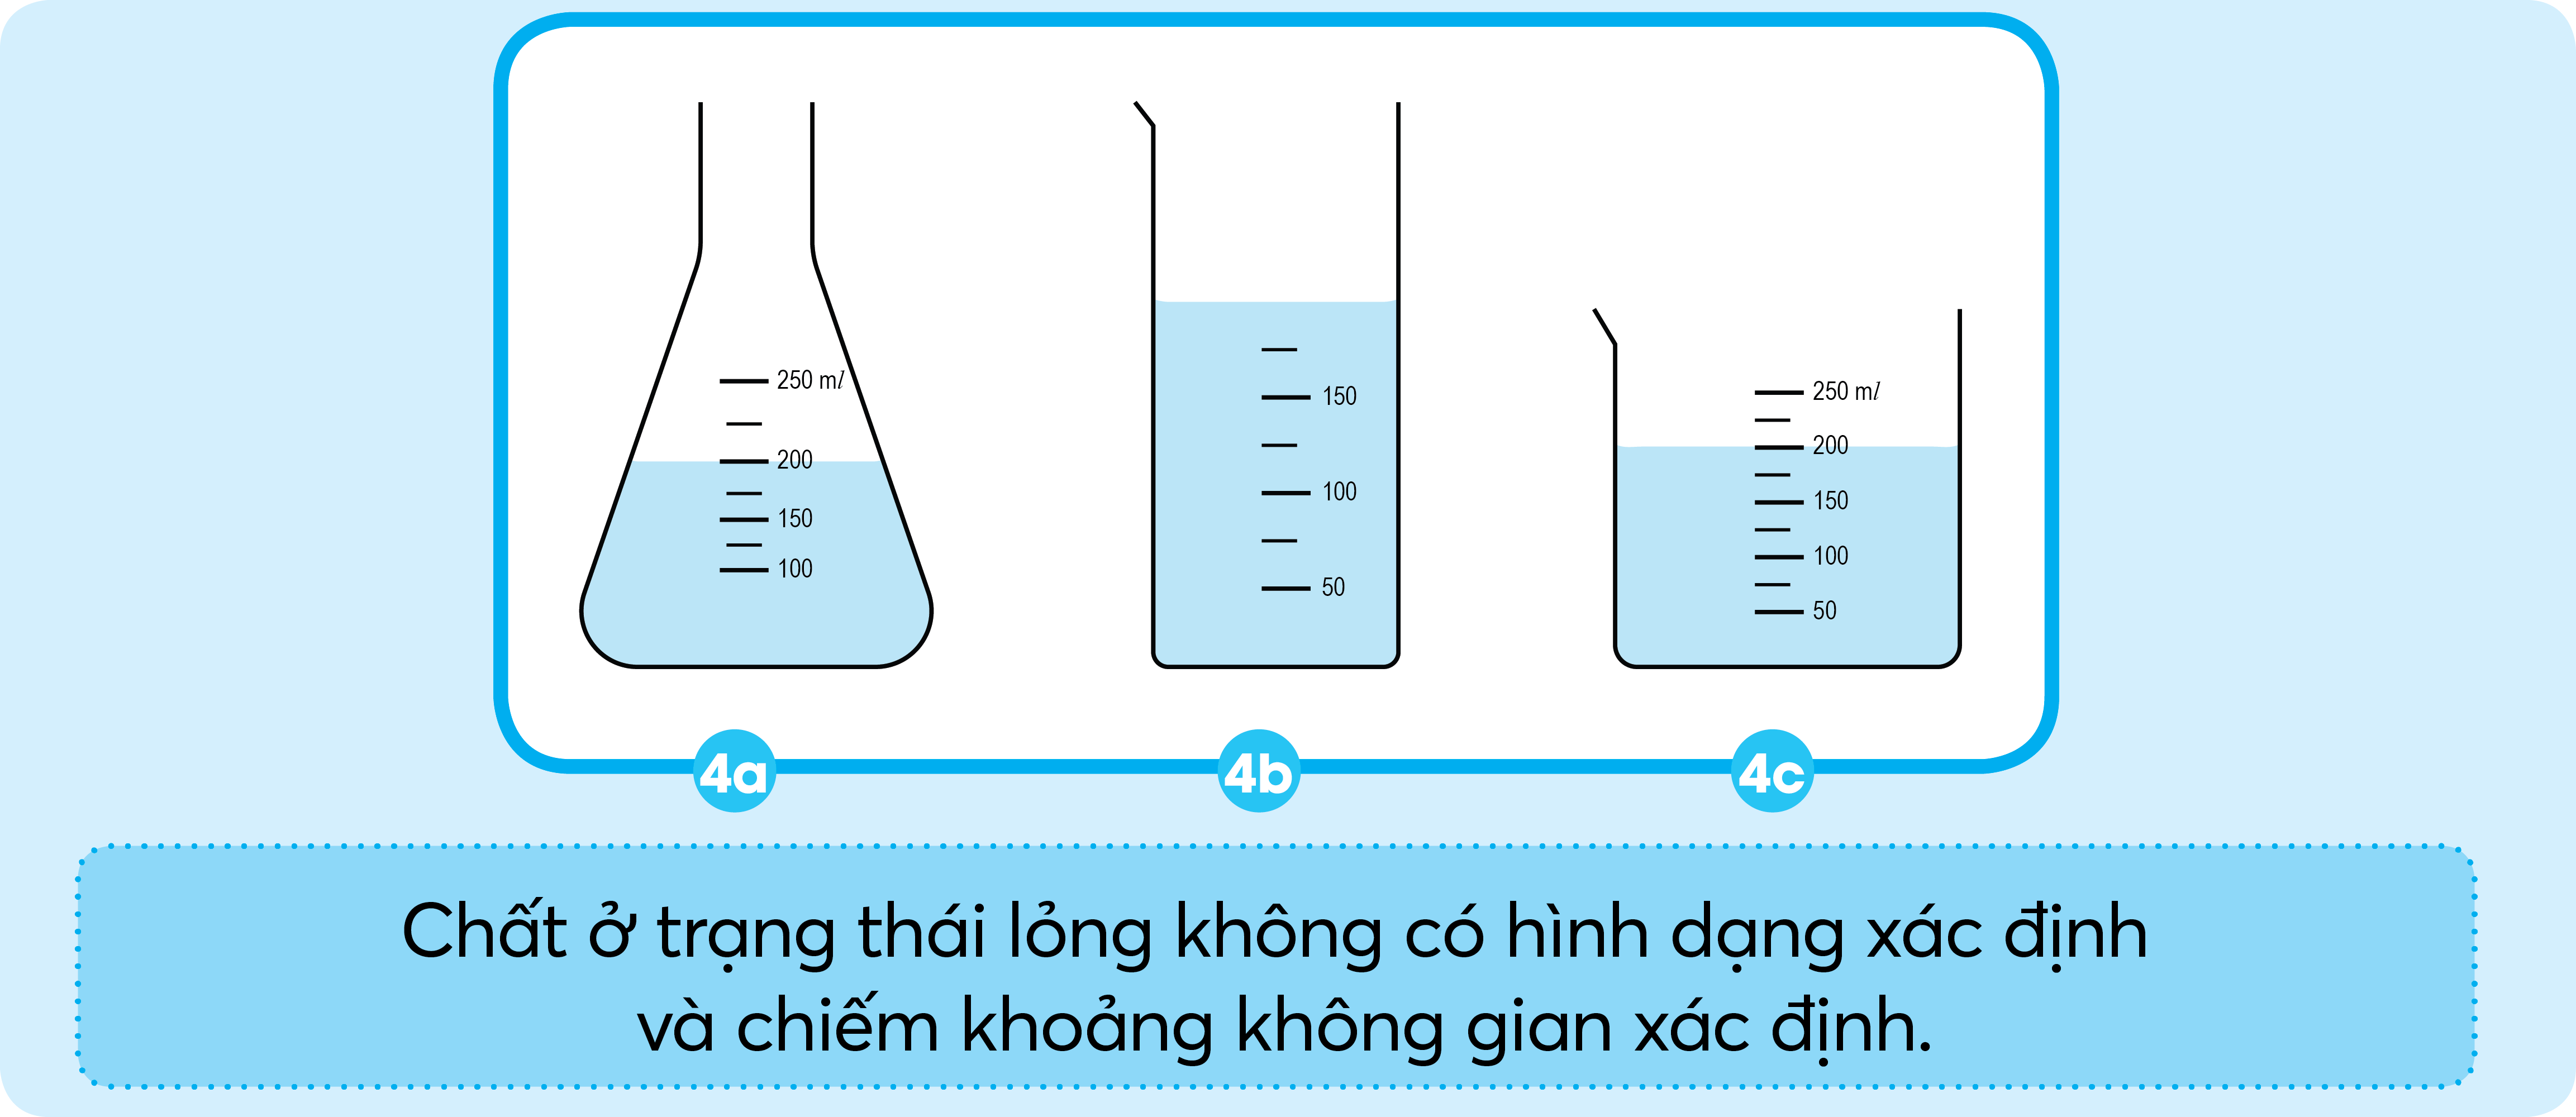 250 ml
200
150
100
150
100
50
250 ml
200
150
100
50
4a
4b
4c
Chất ở trạng thái lỏng không có hình dạng xác định
và chiếm khoảng không gian xác định.